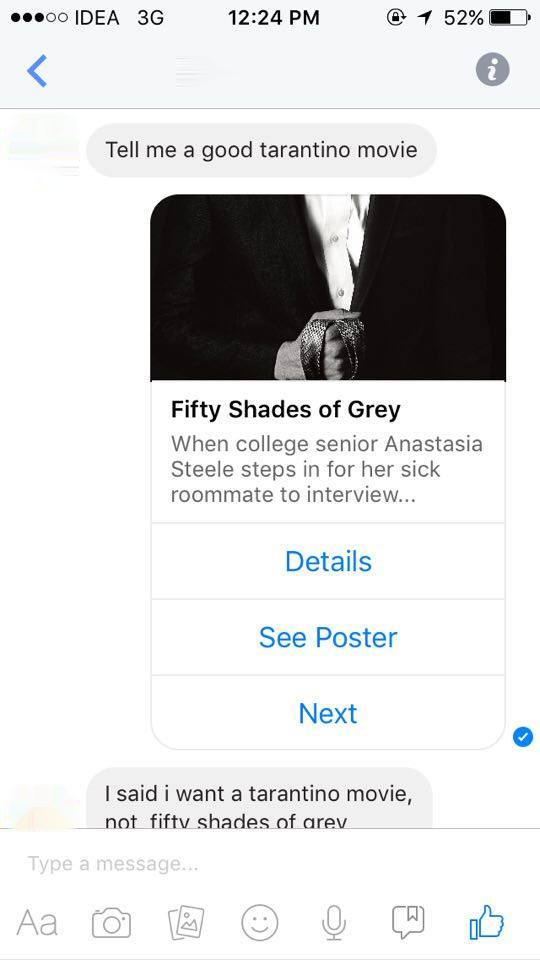 IDEA 3G 12:24 PM 52%
Tell me a good tarantino movie
Fifty Shades of Grey
When college senior Anastasia
Steele steps in for her sick
roommate to interview...
Details
See Poster
Next
I said i want a tarantino movie,
not fifty shades of grey
Type a message...
Aa